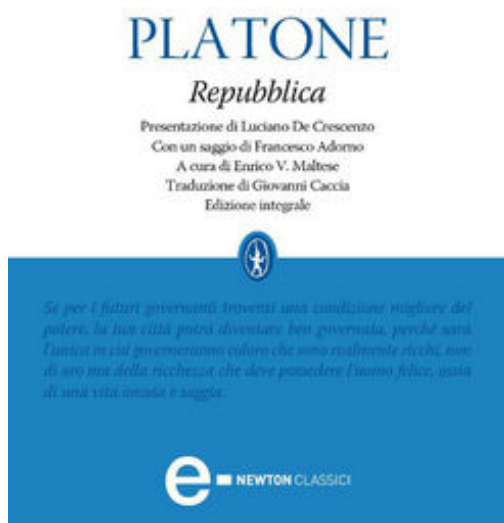 PLATONE
Repubblica
Presentazione di Luciano De Crescenzo
Con un saggio di Francesco Adorno
A cura di Enrico V. Maltese
Traduzione di Giovanni Caccia
Edizione integrale
Se per i futuri governanti troverai una condizione migliore del
potere, la tua città potrà diventare ben governata, perché sarà
l'unica in cui governeranno coloro che sono realmente ricchi, non
di oro ma della ricchezza che deve possedere l'uomo felice, ossia
di una vita onesta e saggia.
e NEWTON CLASSICI